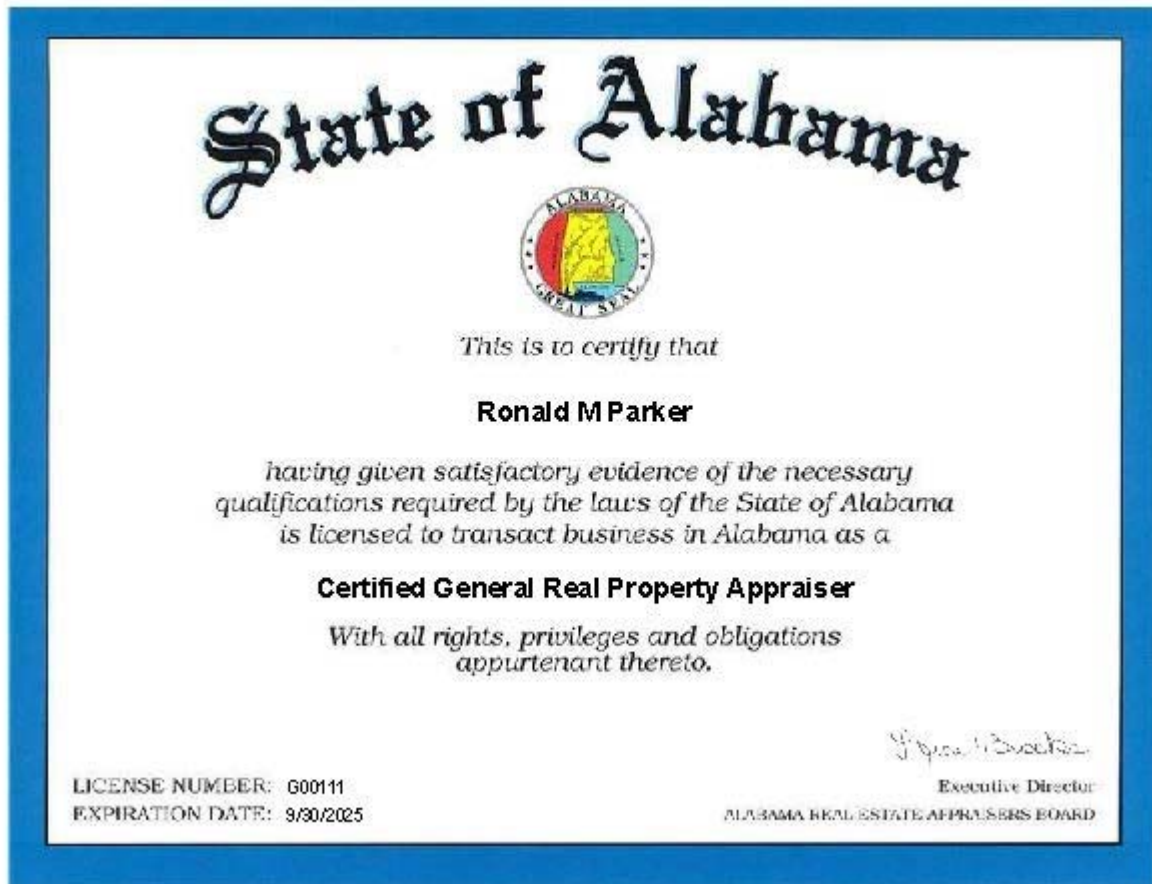 State of Alabama
ALABAMA
GREAT SEAL
This is to certify that
Ronald M Parker
having given satisfactory evidence of the necessary
qualifications required by the laws of the State of Alabama
is licensed to transact business in Alabama as a
Certified General Real Property Appraiser
With all rights, privileges and obligations
appurtenant thereto.
LICENSE NUMBER: G00111
EXPIRATION DATE: 9/30/2025
Executive Director
ALABAMA REAL ESTATE APPRAISERS BOARD